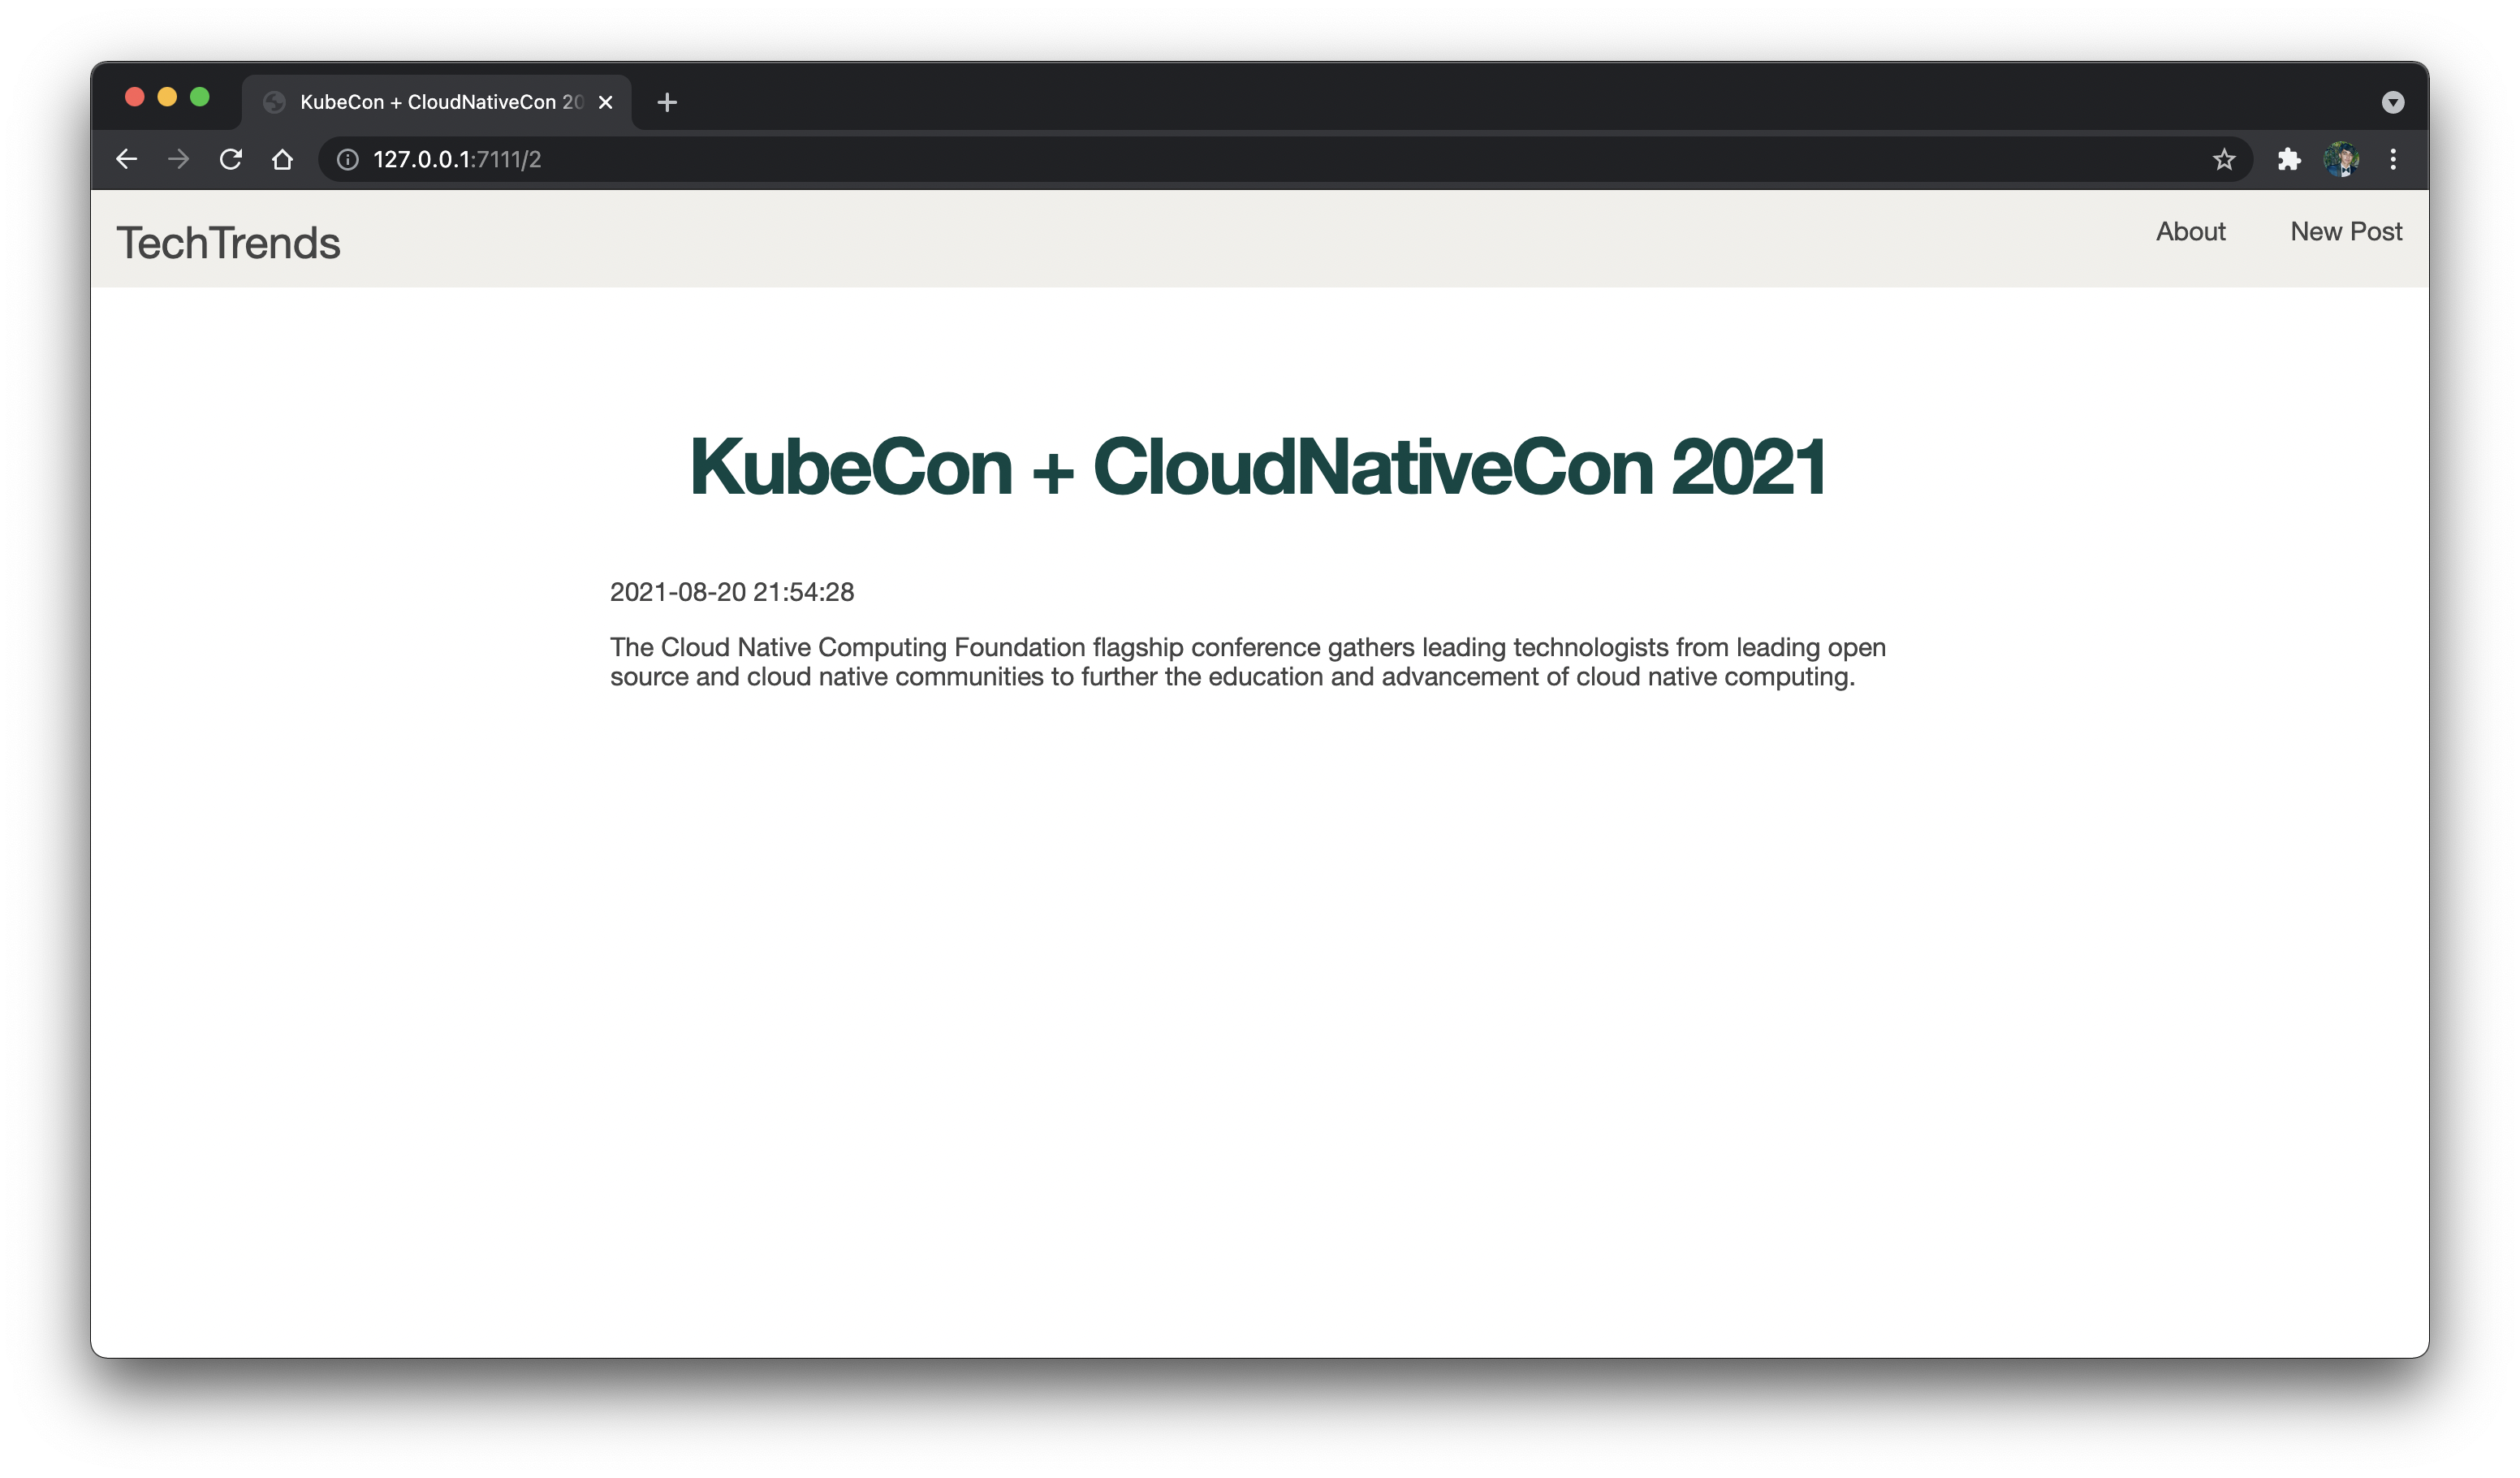 KubeCon + CloudNativeCon 20
127.0.0.1:7111/2
TechTrends
About
New Post
KubeCon + CloudNativeCon 2021
2021-08-20 21:54:28
The Cloud Native Computing Foundation flagship conference gathers leading technologists from leading open
source and cloud native communities to further the education and advancement of cloud native computing.